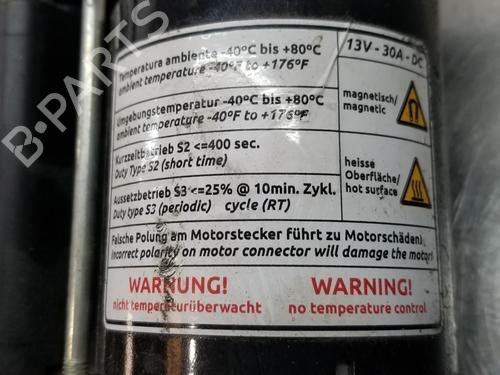 Temperatura ambiente -40°C bis +80°C
ambient temperature -40°F to +176°F
13V - 30A - DC
Umgebungstemperatur -40°C bis +80°C
ambient temperature -40°F to +176°F
magnetisch/
magnetic
Kurzzeitbetrieb S2 <=400 sec.
Duty Type S2 (short time)
heisse
Oberfläche/
hot surface
Aussetzbetrieb S3 <=25% @ 10min. Zykl.
Duty type S3 (periodic) cycle (RT)
Falsche Polung am Motorstecker führt zu Motorschäden!
Incorrect polarity on motor connector will damage the motor!
WARNUNG!
nicht temperaturüberwacht
WARNING!
no temperature control
B-PARTS